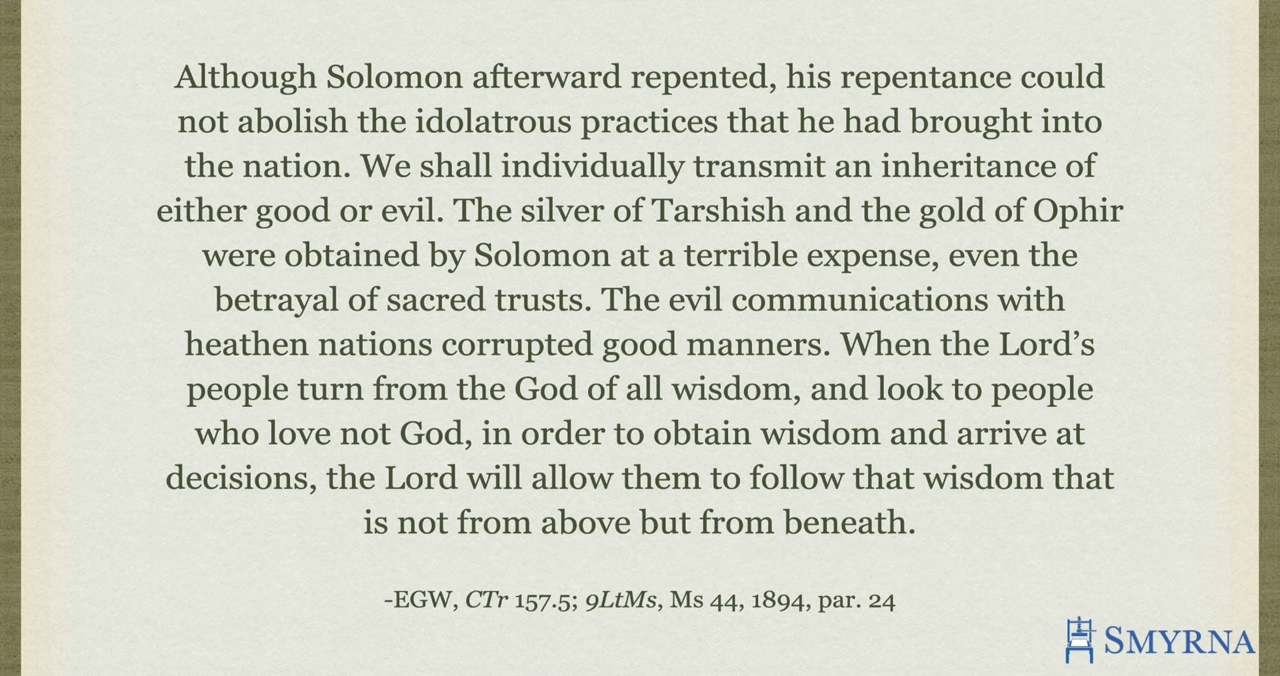 Although Solomon afterward repented, his repentance could
not abolish the idolatrous practices that he had brought into
the nation. We shall individually transmit an inheritance of
either good or evil. The silver of Tarshish and the gold of Ophir
were obtained by Solomon at a terrible expense, even the
betrayal of sacred trusts. The evil communications with
heathen nations corrupted good manners. When the Lord’s
people turn from the God of all wisdom, and look to people
who love not God, in order to obtain wisdom and arrive at
decisions, the Lord will allow them to follow that wisdom that
is not from above but from beneath.
-EGW, CTr 157.5; 9LtMs, Ms 44, 1894, par. 24
SMYRNA